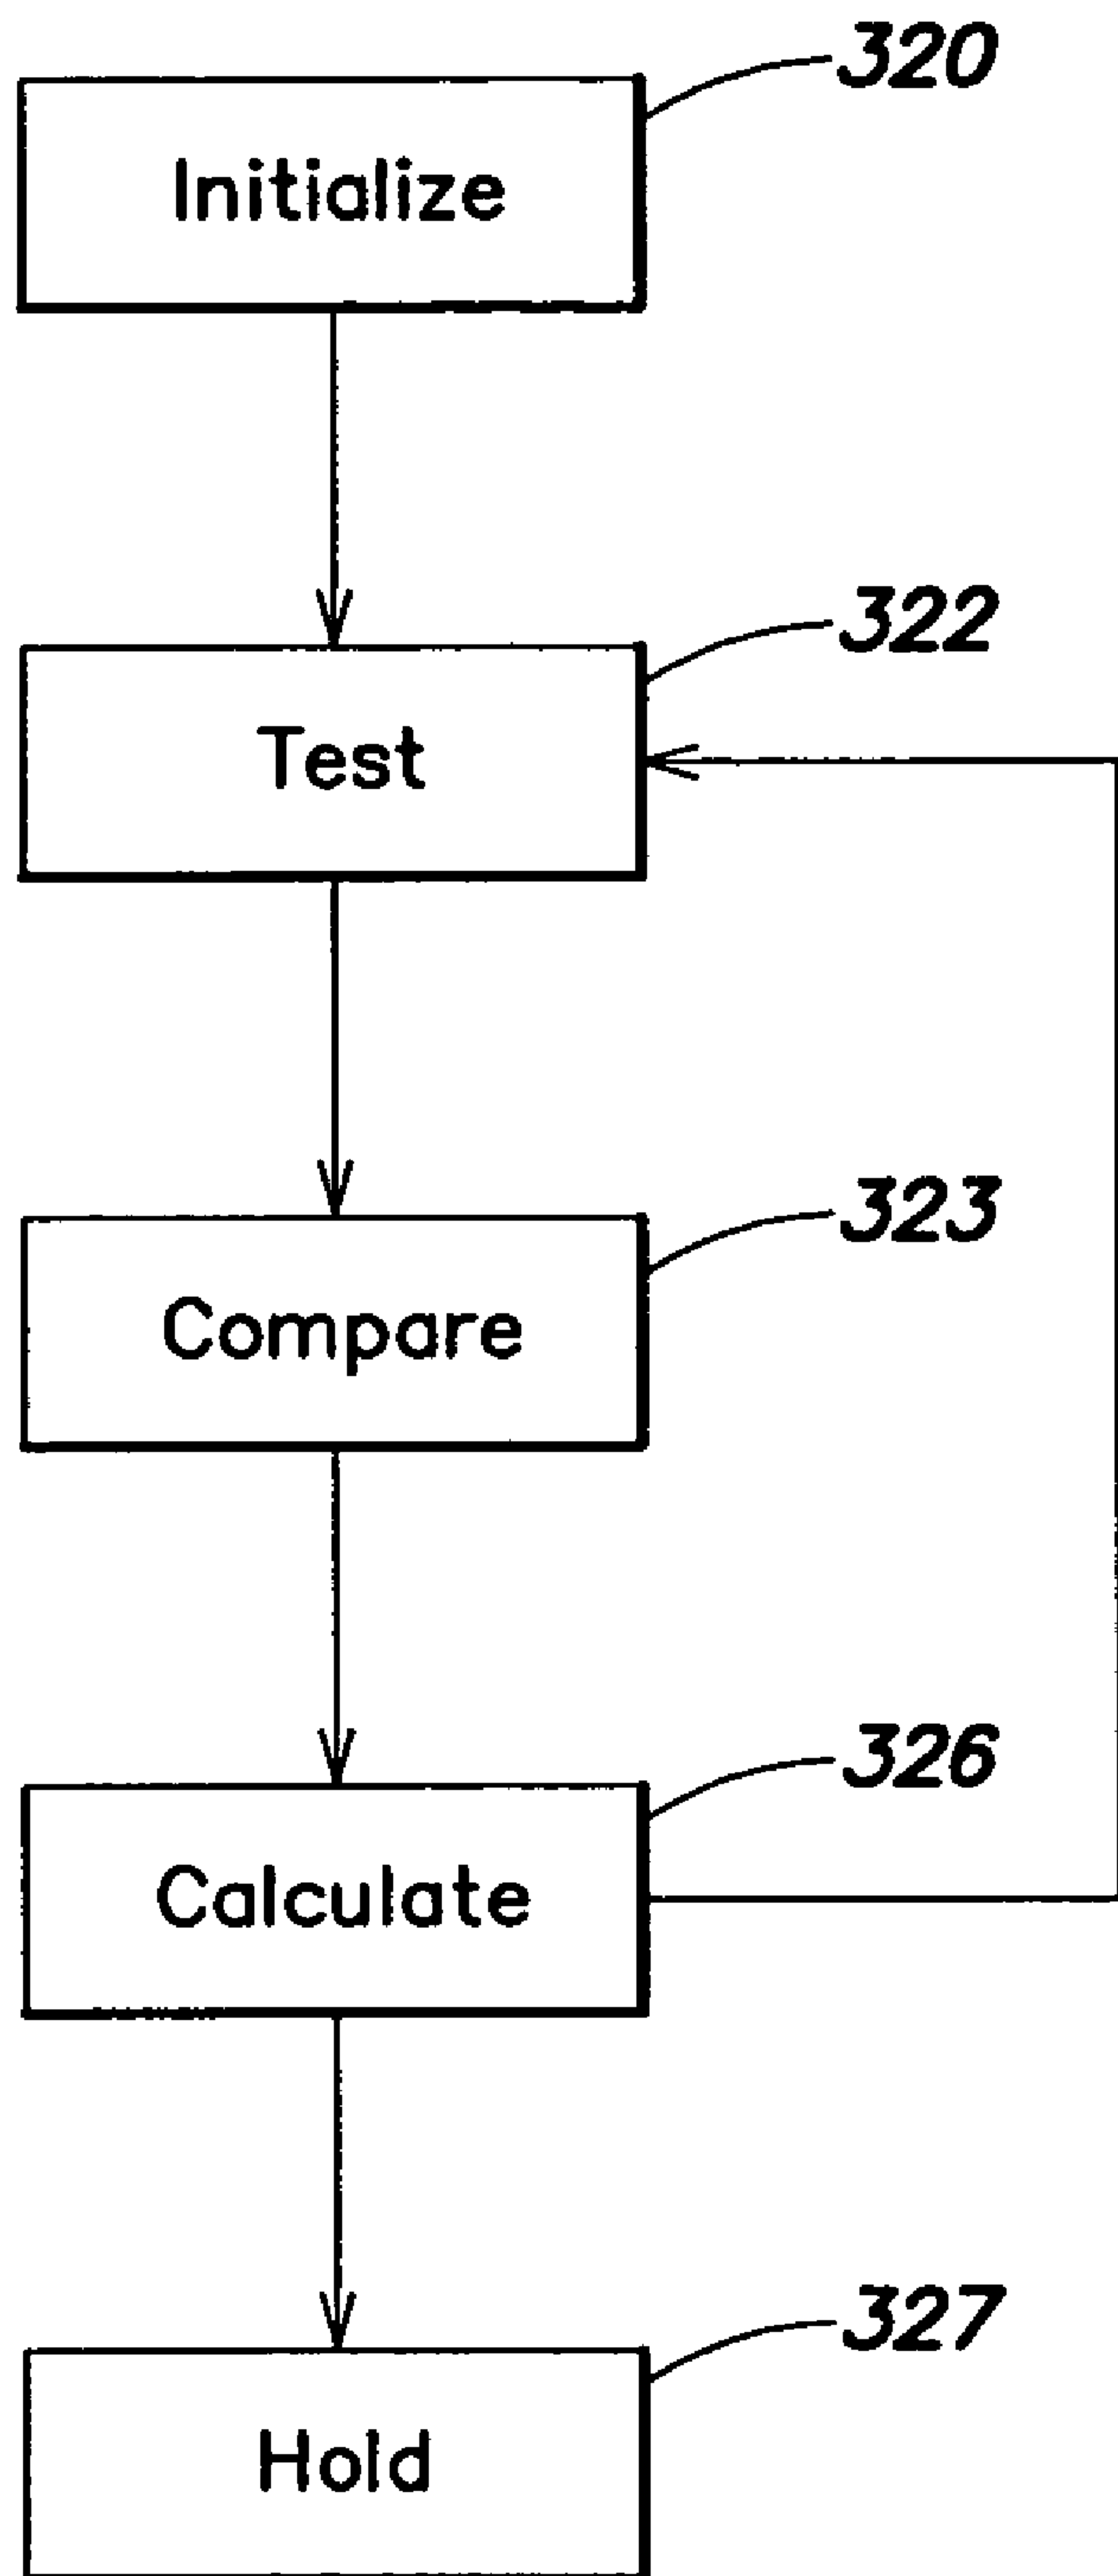 320
Initialize
322
Test
323
Compare
326
Calculate
327
Hold